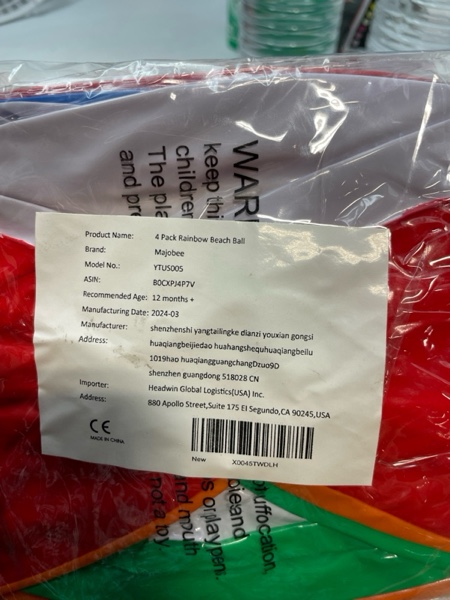 WAR
keep thi
children
The pla
and pre
Product Name: 4 Pack Rainbow Beach Ball
Brand: Majobee
Model No.: YTUS005
ASIN: B0CXPJ4P7V
Recommended Age: 12 months +
Manufacturing Date: 2024-03
Manufacturer: shenzhenshi yangtailingke dianzi youxian gongsi
Address: huaqiangbeijiedao huahangshequhuaqiangbeilu
1019hao huaqiangguangchangDzuo9D
shenzhen guangdong 518028 CN
Importer: Headwin Global Logistics(USA) Inc.
Address: 880 Apollo Street,Suite 175 El Segundo,CA 90245,USA
CE
MADE IN CHINA
New X0045TWDLH
uffocation,
and
s or playpen.
nd mouth
not a toy